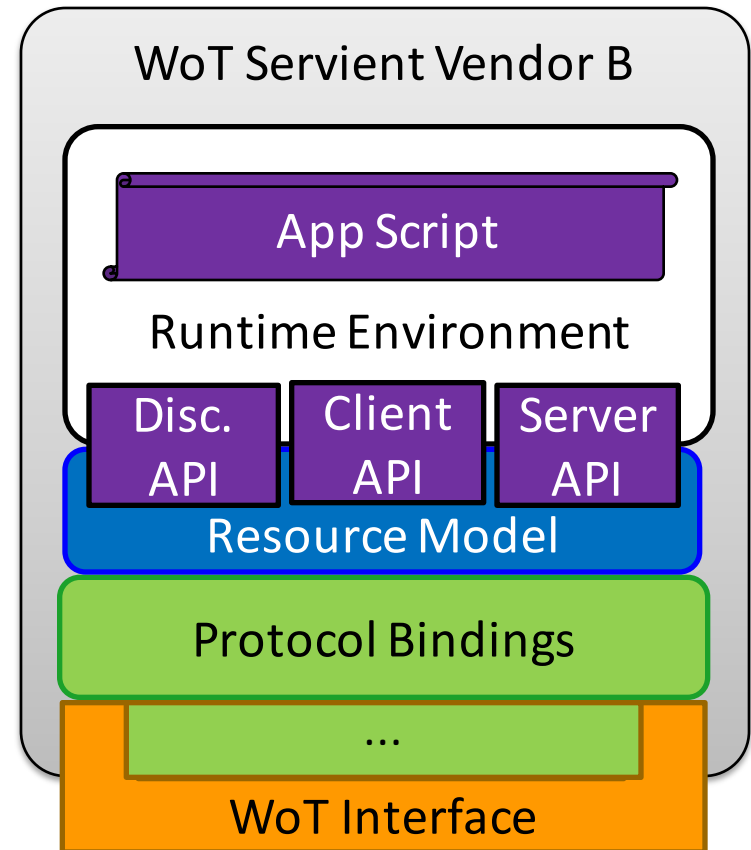 WoT Servient Vendor B
App Script
Runtime Environment
Disc.
API
Client
API
Server
API
Resource Model
Protocol Bindings
...
WoT Interface